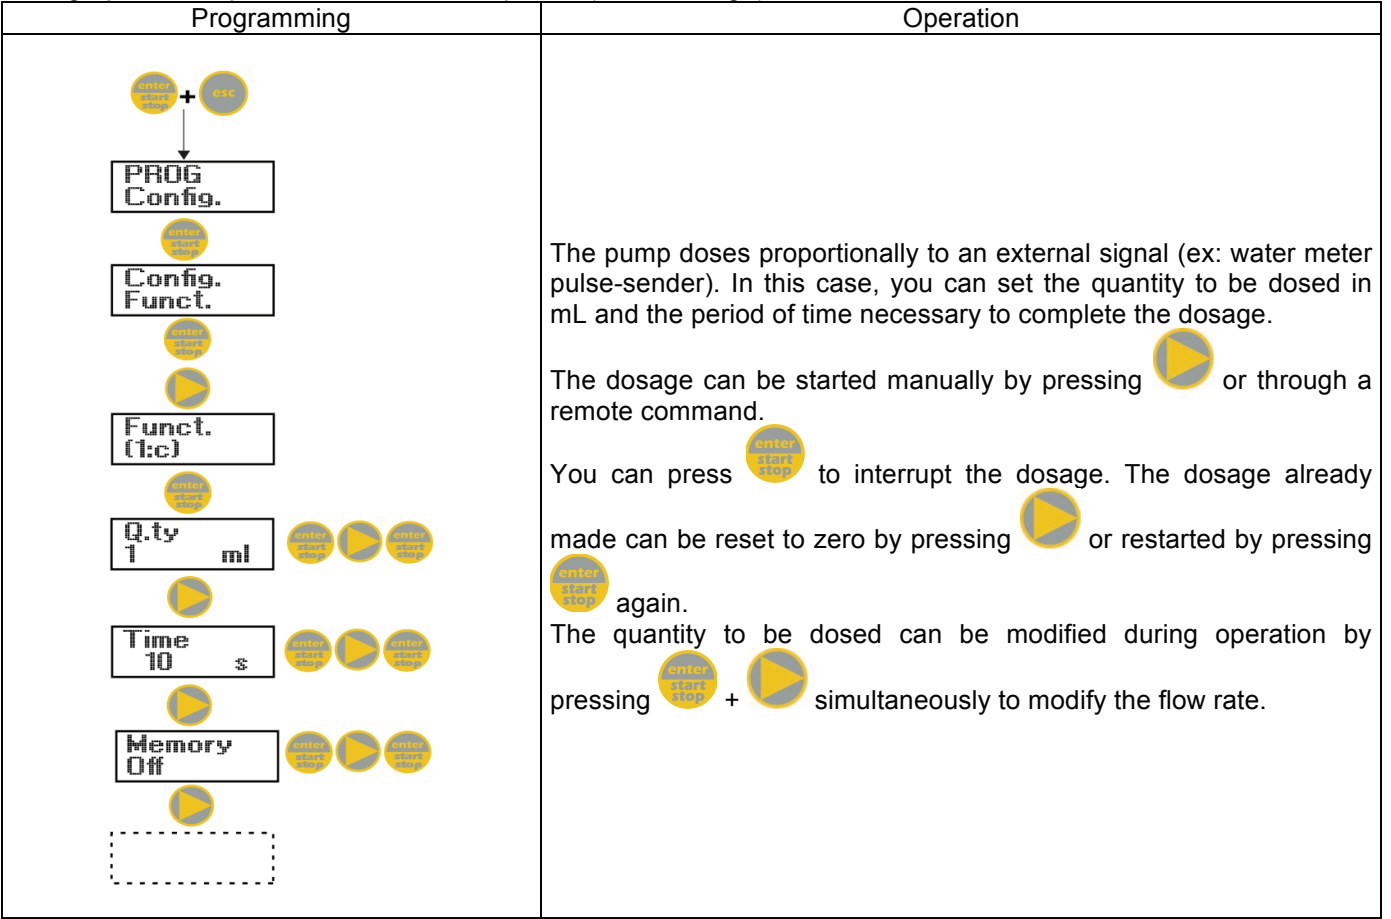 Programming
Operation
enter
start
stop
+
esc
PROG
Config.
enter
start
stop
Config.
Funct.
enter
start
stop
Funct.
(1:c)
enter
start
stop
Q.ty
1 ml
enter
start
stop
enter
start
stop
Time
10 s
enter
start
stop
enter
start
stop
Memory
Off
enter
start
stop
enter
start
stop
The pump doses proportionally to an external signal (ex: water meter
pulse-sender). In this case, you can set the quantity to be dosed in
mL and the period of time necessary to complete the dosage.
The dosage can be started manually by pressing or through a
remote command.
You can press enter start stop to interrupt the dosage. The dosage already
made can be reset to zero by pressing or restarted by pressing
enter start stop again.
The quantity to be dosed can be modified during operation by
pressing enter start stop + simultaneously to modify the flow rate.